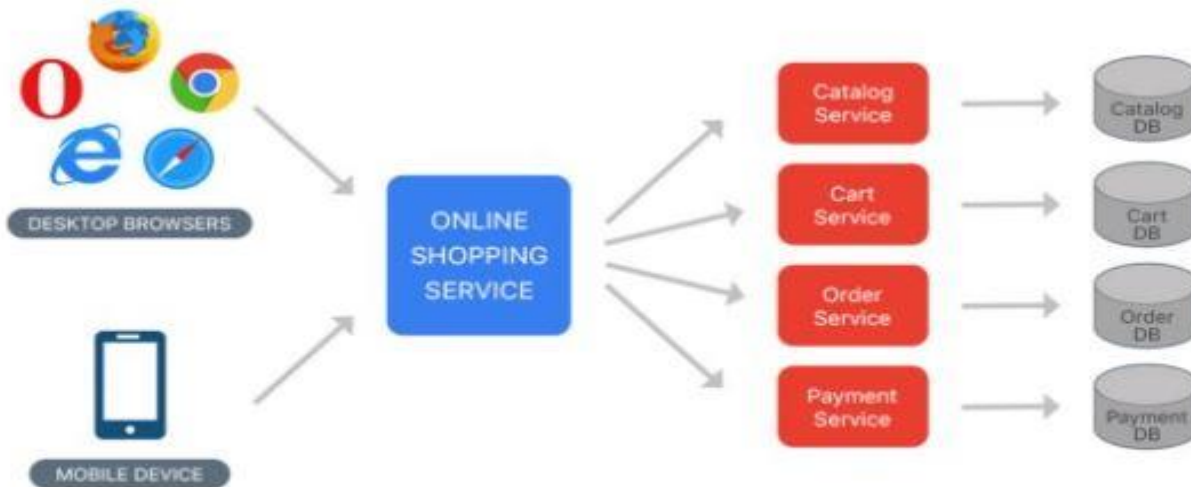 DESKTOP BROWSERS
MOBILE DEVICE
ONLINE
SHOPPING
SERVICE
Catalog
Service
Cart
Service
Order
Service
Payment
Service
Catalog
DB
Cart
DB
Order
DB
Payment
DB